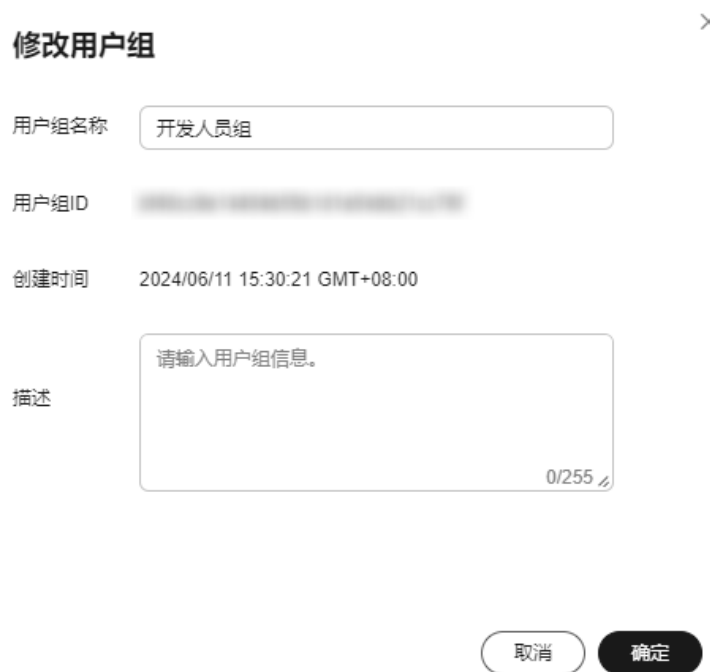 修改用户组
用户组名称 开发人员组
用户组ID
创建时间 2024/06/11 15:30:21 GMT+08:00
请输入用户组信息。
描述
0/255
取消 确定